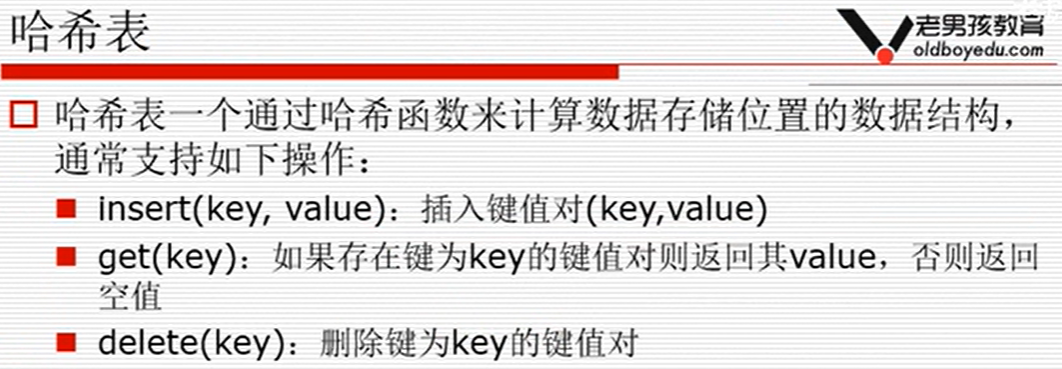 哈希表
老男孩教育
oldboyedu.com
哈希表一个通过哈希函数来计算数据存储位置的数据结构，
通常支持如下操作：
insert(key, value)：插入键值对(key,value)
get(key)：如果存在键为key的键值对则返回其value，否则返回
空值
delete(key)：删除键为key的键值对